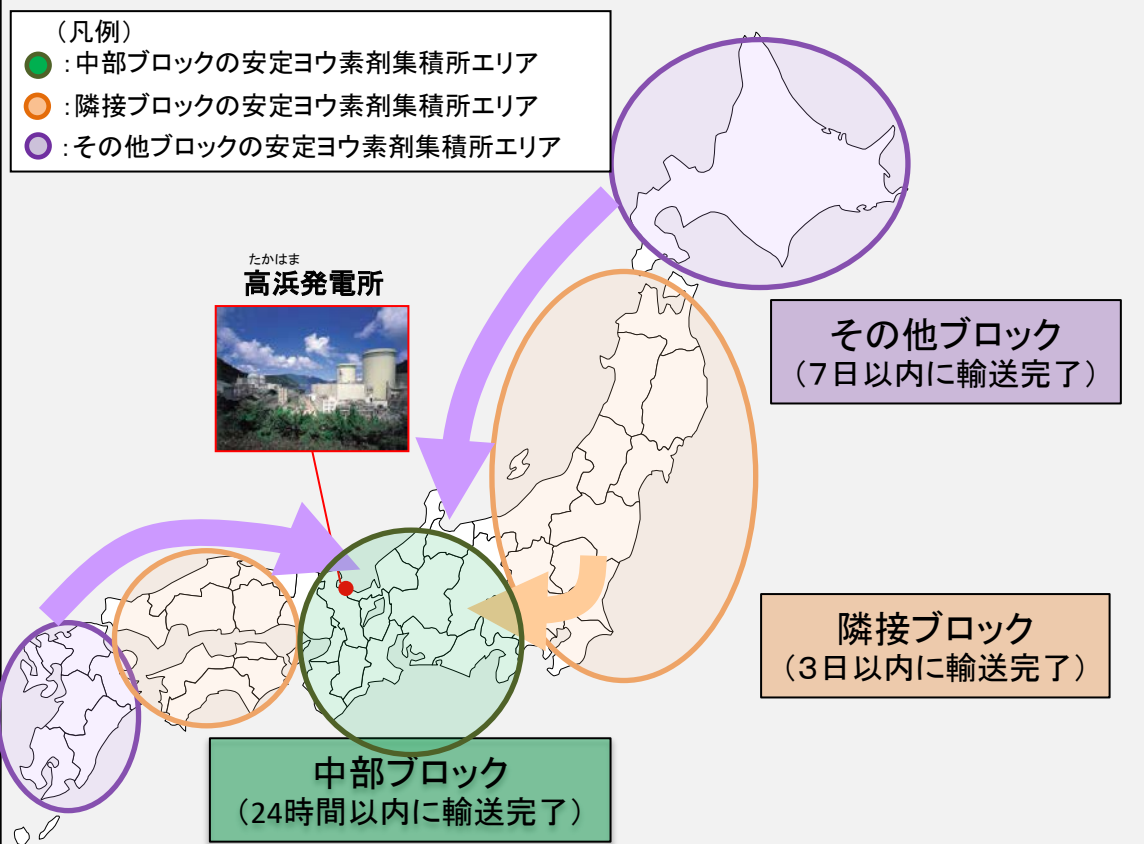 （凡例）
：中部ブロックの安定ヨウ素剤集積所エリア
：隣接ブロックの安定ヨウ素剤集積所エリア
：その他ブロックの安定ヨウ素剤集積所エリア
たかはま
高浜発電所
その他ブロック
（７日以内に輸送完了）
隣接ブロック
（３日以内に輸送完了）
中部ブロック
（24時間以内に輸送完了）